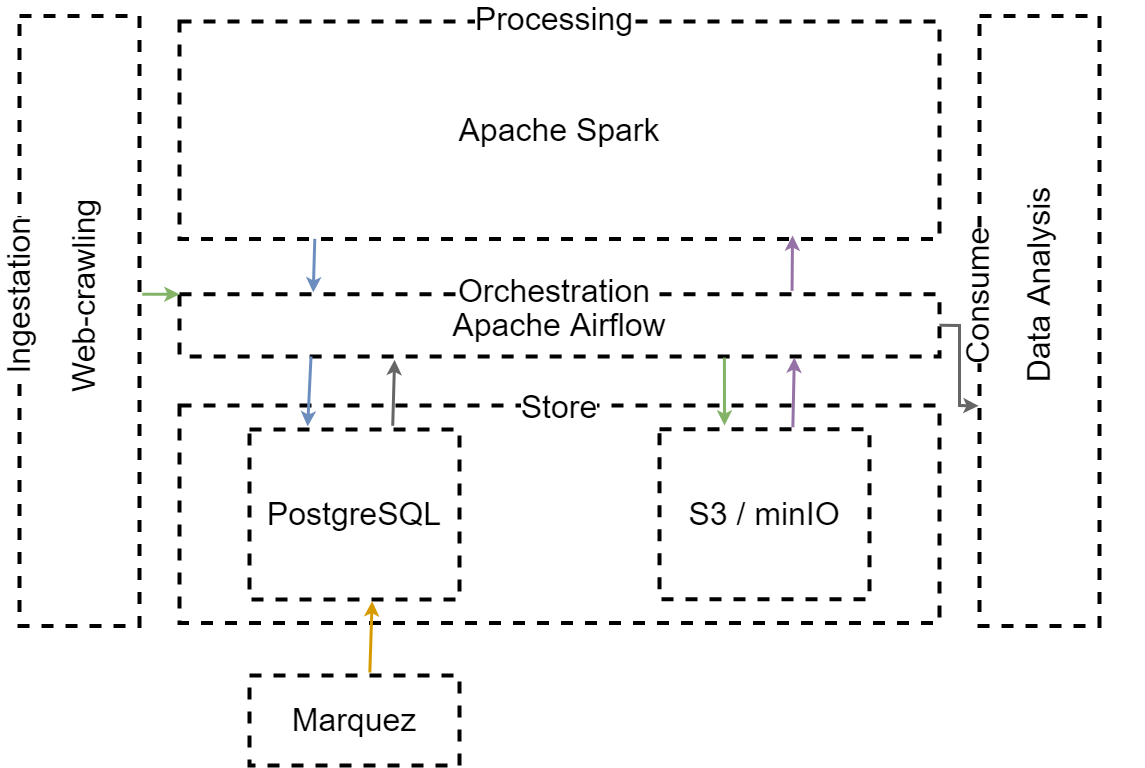 Processing
Apache Spark
Ingestation
Web-crawling
Orchestration
Apache Airflow
Consume
Data Analysis
Store
PostgreSQL
S3 / minIO
Marquez